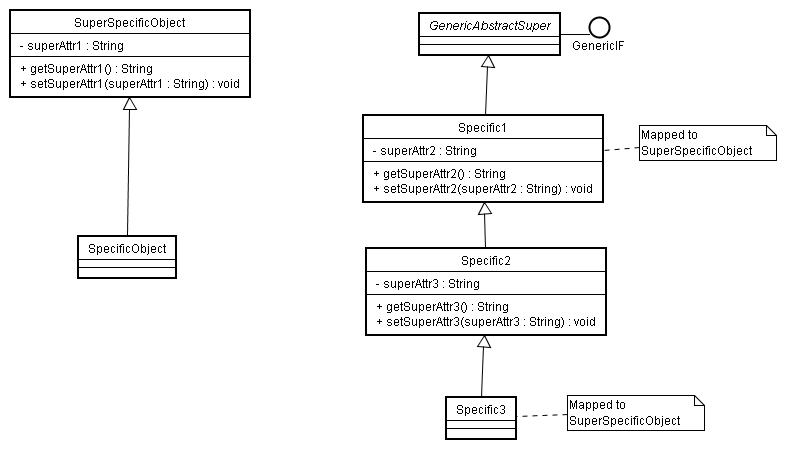 SuperSpecificObject
- superAttr1 : String
+ getSuperAttr1() : String
+ setSuperAttr1(superAttr1 : String) : void
SpecificObject
GenericAbstractSuper
GenericIF
Specific1
- superAttr2 : String
+ getSuperAttr2() : String
+ setSuperAttr2(superAttr2 : String) : void
Mapped to
SuperSpecificObject
Specific2
- superAttr3 : String
+ getSuperAttr3() : String
+ setSuperAttr3(superAttr3 : String) : void
Specific3
Mapped to
SuperSpecificObject